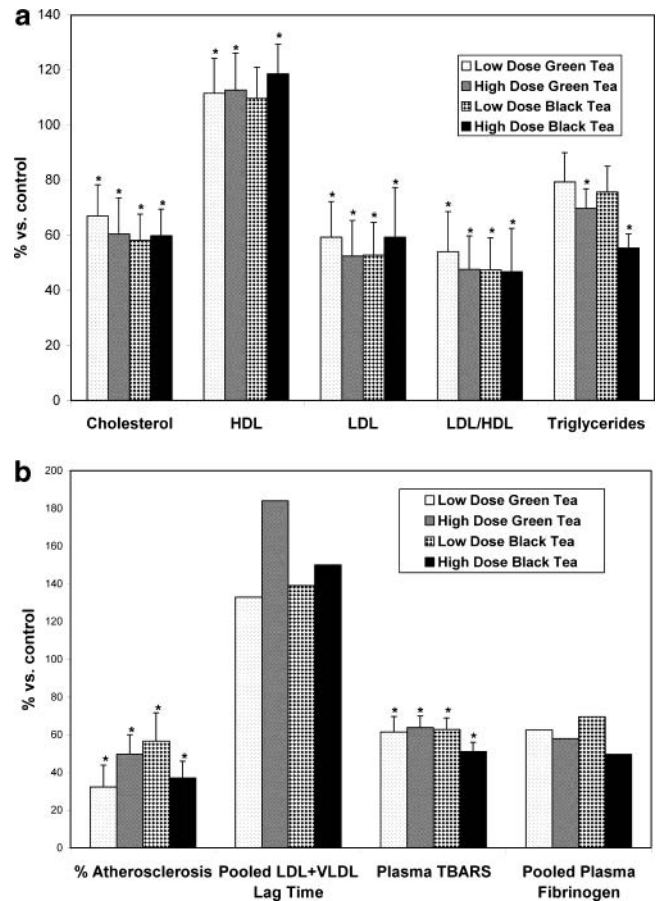 a
140
120
100
80
60
40
20
0
% vs. control
Low Dose Green Tea
High Dose Green Tea
Low Dose Black Tea
High Dose Black Tea
* * * * * * * * * * * * * * * * *
Cholesterol HDL LDL LDL/HDL Triglycerides
b
200
180
160
140
120
100
80
60
40
20
0
% vs. control
Low Dose Green Tea
High Dose Green Tea
Low Dose Black Tea
High Dose Black Tea
* * * * * * * *
% Atherosclerosis Pooled LDL+VLDL Plasma TBARS Pooled Plasma
Lag Time Fibrinogen